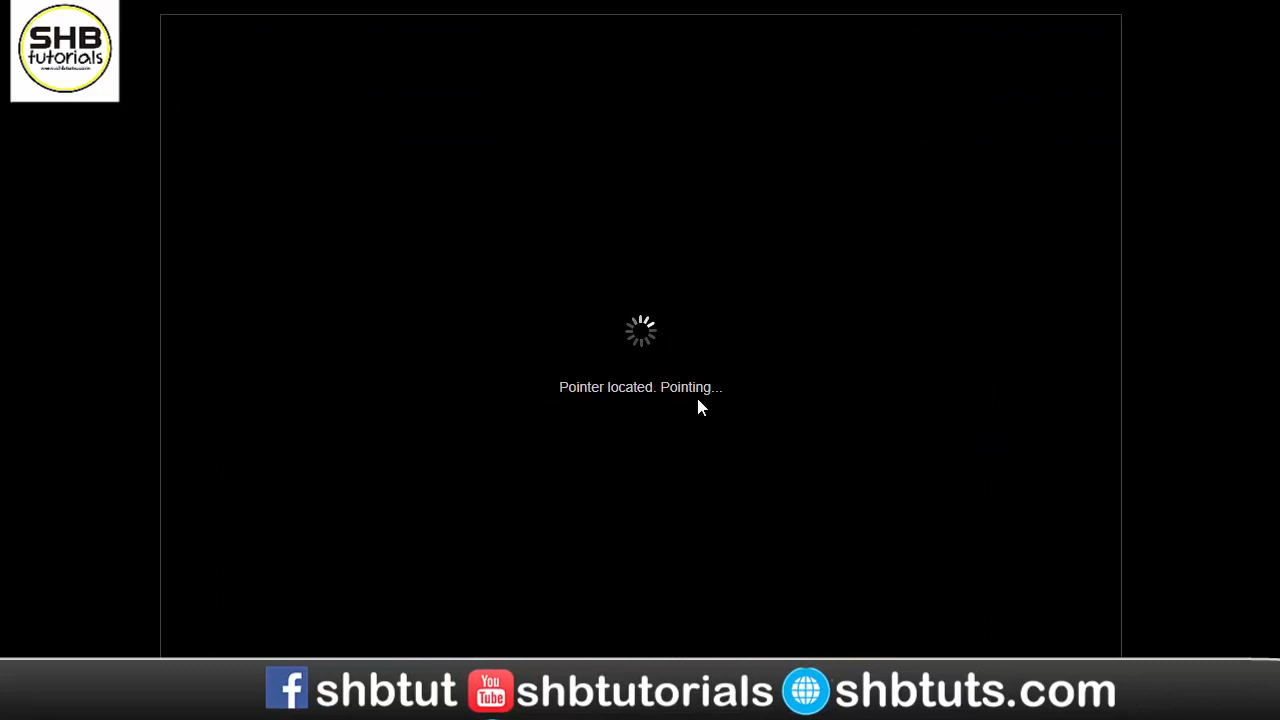 SHB
tutorials
Pointer located. Pointing...
f shbtut You Tube shbtutorials shbtuts.com